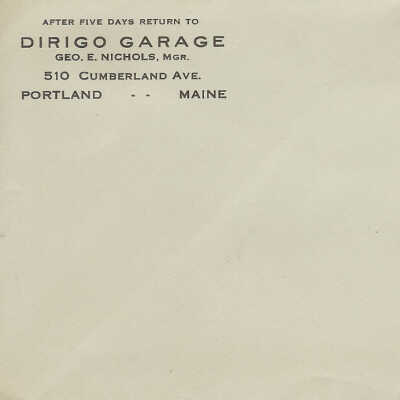 AFTER FIVE DAYS RETURN TO
DIRIGO GARAGE
GEO. E. NICHOLS, MGR.
510 CUMBERLAND AVE.
PORTLAND - - MAINE